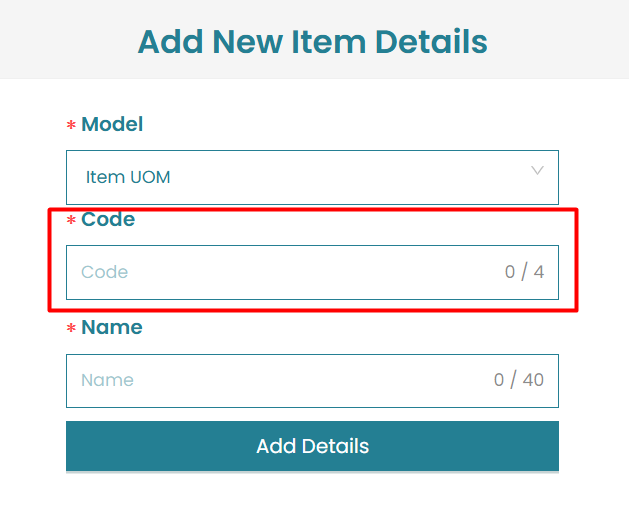 Add New Item Details
* Model
Item UOM
* Code
Code 0 / 4
* Name
Name 0 / 40
Add Details